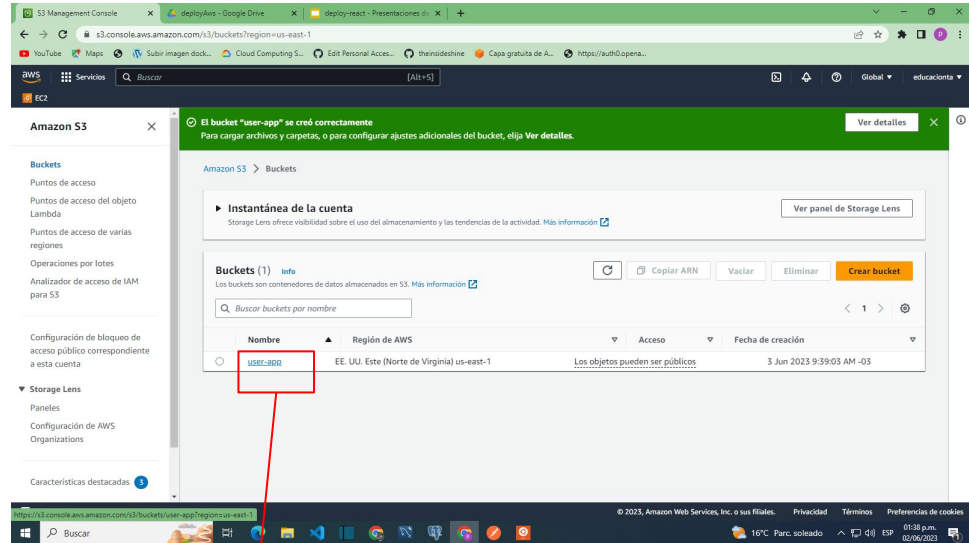 S3 Management Console
deployAws - Google Drive
deploy-react - Presentaciones de
s3.console.aws.amazon.com/s3/buckets?region=us-east-1
YouTube
Maps
Subir imagen dock...
Cloud Computing S...
Edit Personal Acces...
theinsideshine
Capa gratuita de A...
https://auth0.opena...
aws
Servicios
Buscar
[Alt+S]
Global
educacionta
EC2
Amazon S3
El bucket "user-app" se creó correctamente
Para cargar archivos y carpetas, o para configurar ajustes adicionales del bucket, elija Ver detalles.
Ver detalles
Buckets
Puntos de acceso
Puntos de acceso del objeto
Lambda
Puntos de acceso de varias
regiones
Operaciones por lotes
Analizador de acceso de IAM
para S3
Configuración de bloqueo de
acceso público correspondiente
a esta cuenta
Storage Lens
Paneles
Configuración de AWS
Organizations
Características destacadas 3
Amazon S3 > Buckets
Instantánea de la cuenta
Storage Lens ofrece visibilidad sobre el uso del almacenamiento y las tendencias de la actividad. Más información
Ver panel de Storage Lens
Buckets (1) Info
Los buckets son contenedores de datos almacenados en S3. Más información
Copiar ARN
Vaciar
Eliminar
Crear bucket
Buscar buckets por nombre
1
Nombre
Región de AWS
Acceso
Fecha de creación
user-app
EE. UU. Este (Norte de Virginia) us-east-1
Los objetos pueden ser públicos
3 Jun 2023 9:39:03 AM -03
https://s3.console.aws.amazon.com/s3/buckets/user-app?region=us-east-1
© 2023, Amazon Web Services, Inc. o sus filiales.
Privacidad
Términos
Preferencias de cookies
Buscar
16°C Parc. soleado
ESP
01:38 p.m.
02/06/2023